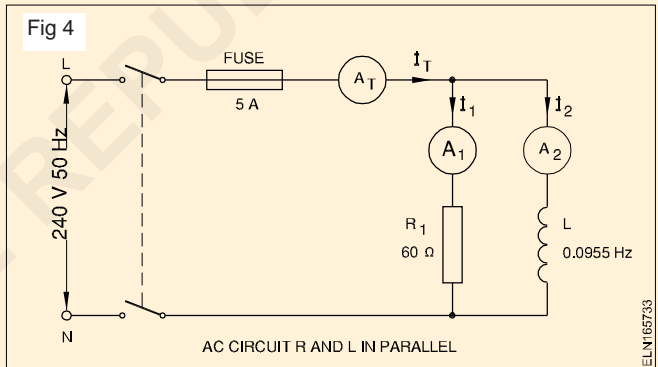 Fig 4
L
FUSE
5 A
A T
I T
I 1
I 2
A 1
A 2
240 V 50 Hz
R 1
60 Ω
L
0.0955 Hz
N
AC CIRCUIT R AND L IN PARALLEL
ELN165733